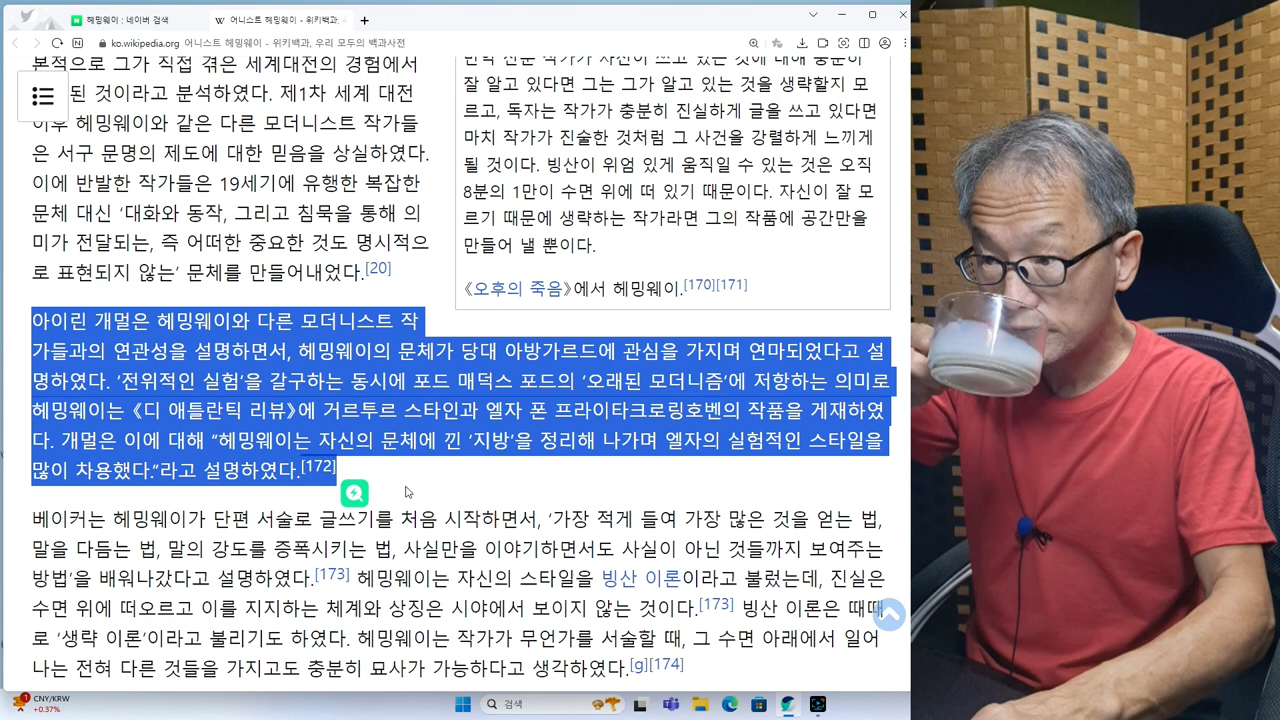 헤밍웨이 : 네이버 검색
어니스트 헤밍웨이 - 위키백과,
ko.wikipedia.org 어니스트 헤밍웨이 - 위키백과, 우리 모두의 백과사전
본적으로 그가 직접 겪은 세계대전의 경험에서
된 것이라고 분석하였다. 제1차 세계 대전
이후 헤밍웨이와 같은 다른 모더니스트 작가들
은 서구 문명의 제도에 대한 믿음을 상실하였다.
이에 반발한 작가들은 19세기에 유행한 복잡한
문체 대신 ‘대화와 동작, 그리고 침묵을 통해 의
미가 전달되는, 즉 어떠한 중요한 것도 명시적으
로 표현되지 않는’ 문체를 만들어내었다.[20]
만약 산문 작가가 자신이 쓰고 있는 것에 대해 충분히
잘 알고 있다면 그는 그가 알고 있는 것을 생략할지 모
르고, 독자는 작가가 충분히 진실하게 글을 쓰고 있다면
마치 작가가 진술한 것처럼 그 사건을 강렬하게 느끼게
될 것이다. 빙산이 위엄 있게 움직일 수 있는 것은 오직
8분의 1만이 수면 위에 떠 있기 때문이다. 자신이 잘 모
르기 때문에 생략하는 작가라면 그의 작품에 공간만을
만들어 낼 뿐이다.
《오후의 죽음》에서 헤밍웨이.[170][171]
아이린 개멀은 헤밍웨이와 다른 모더니스트 작
가들과의 연관성을 설명하면서, 헤밍웨이의 문체가 당대 아방가르드에 관심을 가지며 연마되었다고 설
명하였다. ‘전위적인 실험’을 갈구하는 동시에 포드 매덕스 포드의 ‘오래된 모더니즘’에 저항하는 의미로
헤밍웨이는 《디 애틀란틱 리뷰》에 거르투르 스타인과 엘자 폰 프라이타크로링호벤의 작품을 게재하였
다. 개멀은 이에 대해 “헤밍웨이는 자신의 문체에 낀 ‘지방’을 정리해 나가며 엘자의 실험적인 스타일을
많이 차용했다.”라고 설명하였다.[172]
베이커는 헤밍웨이가 단편 서술로 글쓰기를 처음 시작하면서, ‘가장 적게 들여 가장 많은 것을 얻는 법,
말을 다듬는 법, 말의 강도를 증폭시키는 법, 사실만을 이야기하면서도 사실이 아닌 것들까지 보여주는
방법’을 배워나갔다고 설명하였다.[173] 헤밍웨이는 자신의 스타일을 빙산 이론이라고 불렀는데, 진실은
수면 위에 떠오르고 이를 지지하는 체계와 상징은 시야에서 보이지 않는 것이다.[173] 빙산 이론은 때때
로 ‘생략 이론’이라고 불리기도 하였다. 헤밍웨이는 작가가 무언가를 서술할 때, 그 수면 아래에서 일어
나는 전혀 다른 것들을 가지고도 충분히 묘사가 가능하다고 생각하였다.[g][174]
CNY/KRW
+0.37%
검색